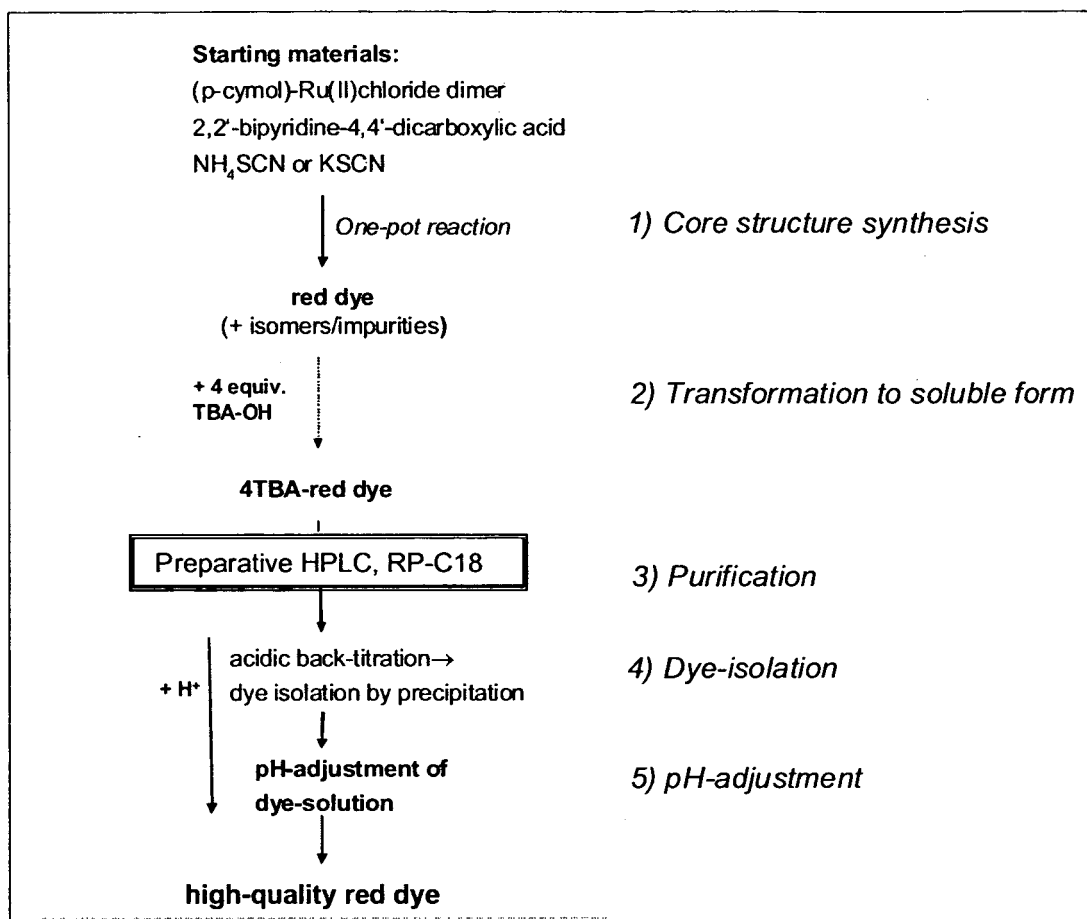 Starting materials:
(p-cymol)-Ru(II)chloride dimer
2,2'-bipyridine-4,4'-dicarboxylic acid
NH4SCN or KSCN
One-pot reaction
1) Core structure synthesis
red dye
(+ isomers/impurities)
+ 4 equiv.
TBA-OH
2) Transformation to soluble form
4TBA-red dye
Preparative HPLC, RP-C18
3) Purification
acidic back-titration→
+ H+
dye isolation by precipitation
4) Dye-isolation
pH-adjustment of
dye-solution
5) pH-adjustment
high-quality red dye